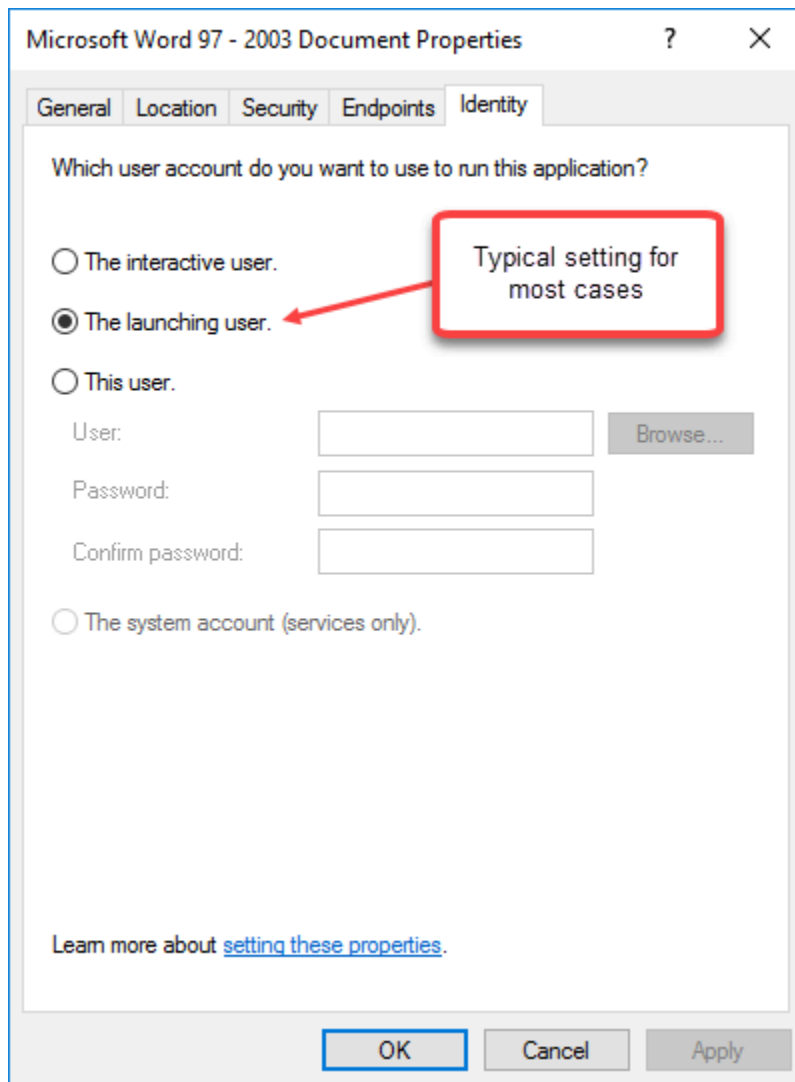 Microsoft Word 97 - 2003 Document Properties ? ×
General Location Security Endpoints Identity
Which user account do you want to use to run this application?
The interactive user.
Typical setting for
most cases
The launching user.
This user.
User:
Browse...
Password:
Confirm password:
The system account (services only).
Learn more about setting these properties.
OK Cancel Apply